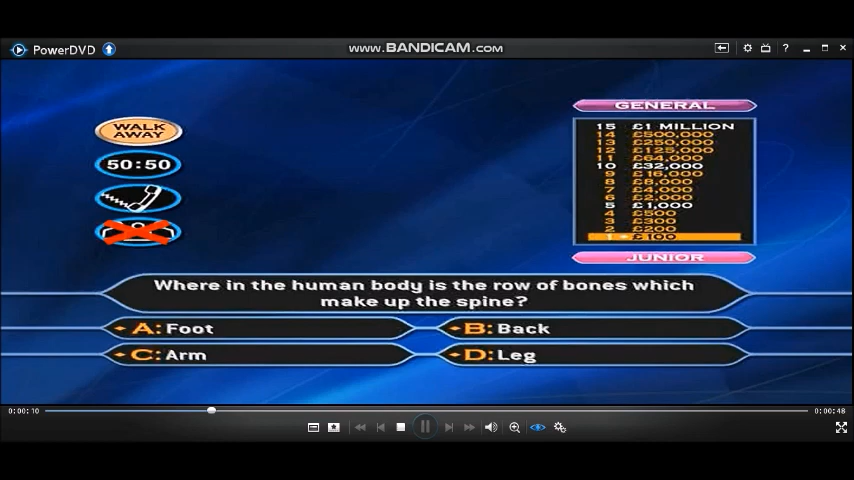 PowerDVD
www.BANDICAM.com
?
WALK
AWAY
50:50
GENERAL
15 £1 MILLION
14 £500,000
13 £250,000
12 £125,000
11 £64,000
10 £32,000
9 £16,000
8 £8,000
7 £4,000
6 £2,000
5 £1,000
4 £500
3 £300
2 £200
1 £100
JUNIOR
Where in the human body is the row of bones which
make up the spine?
A: Foot
B: Back
C: Arm
D: Leg
0:00:10
0:00:48